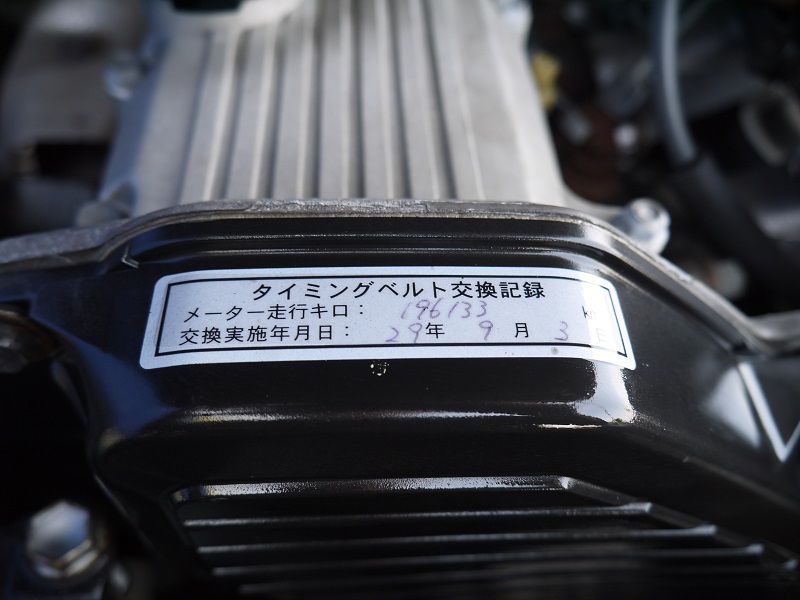 タイミングベルト交換記録
メーター走行キロ： 196133 km
交換実施年月日： 29年 9月 3日